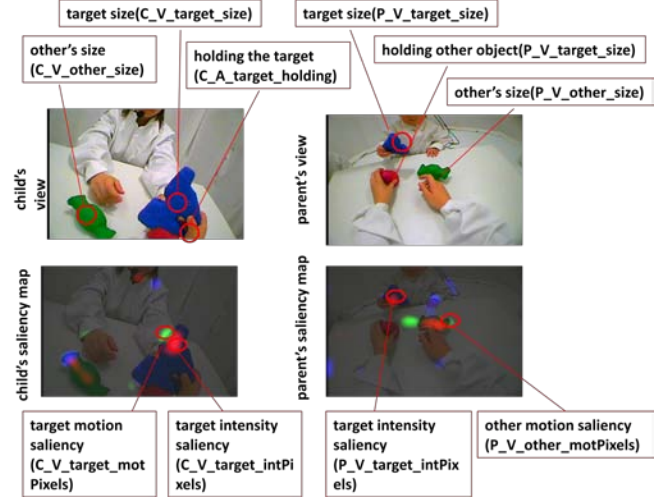 target size(C_V_target_size)
target size(P_V_target_size)
other's size
(C_V_other_size)
holding the target
(C_A_target_holding)
holding other object(P_V_target_size)
other's size(P_V_other_size)
child's
view
parent's view
child's saliency map
parent's saliency map
target motion
saliency
(C_V_target_mot
Pixels)
target intensity
saliency
(C_V_target_intPi
xels)
target intensity
saliency
(P_V_target_intPix
els)
other motion saliency
(P_V_other_motPixels)